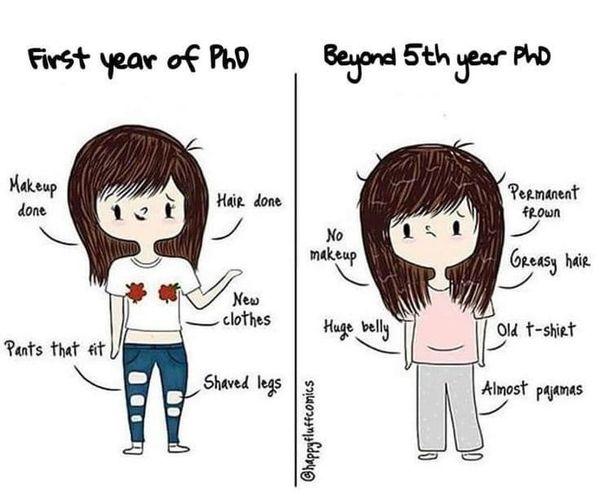 First year of PhD
Makeup
done
Hair done
New
clothes
Pants that fit
Shaved legs
Beyond 5th year PhD
Permanent
frown
No
makeup
Greasy hair
Huge belly
Old t-shirt
Almost pajamas
@happyfluffcomics